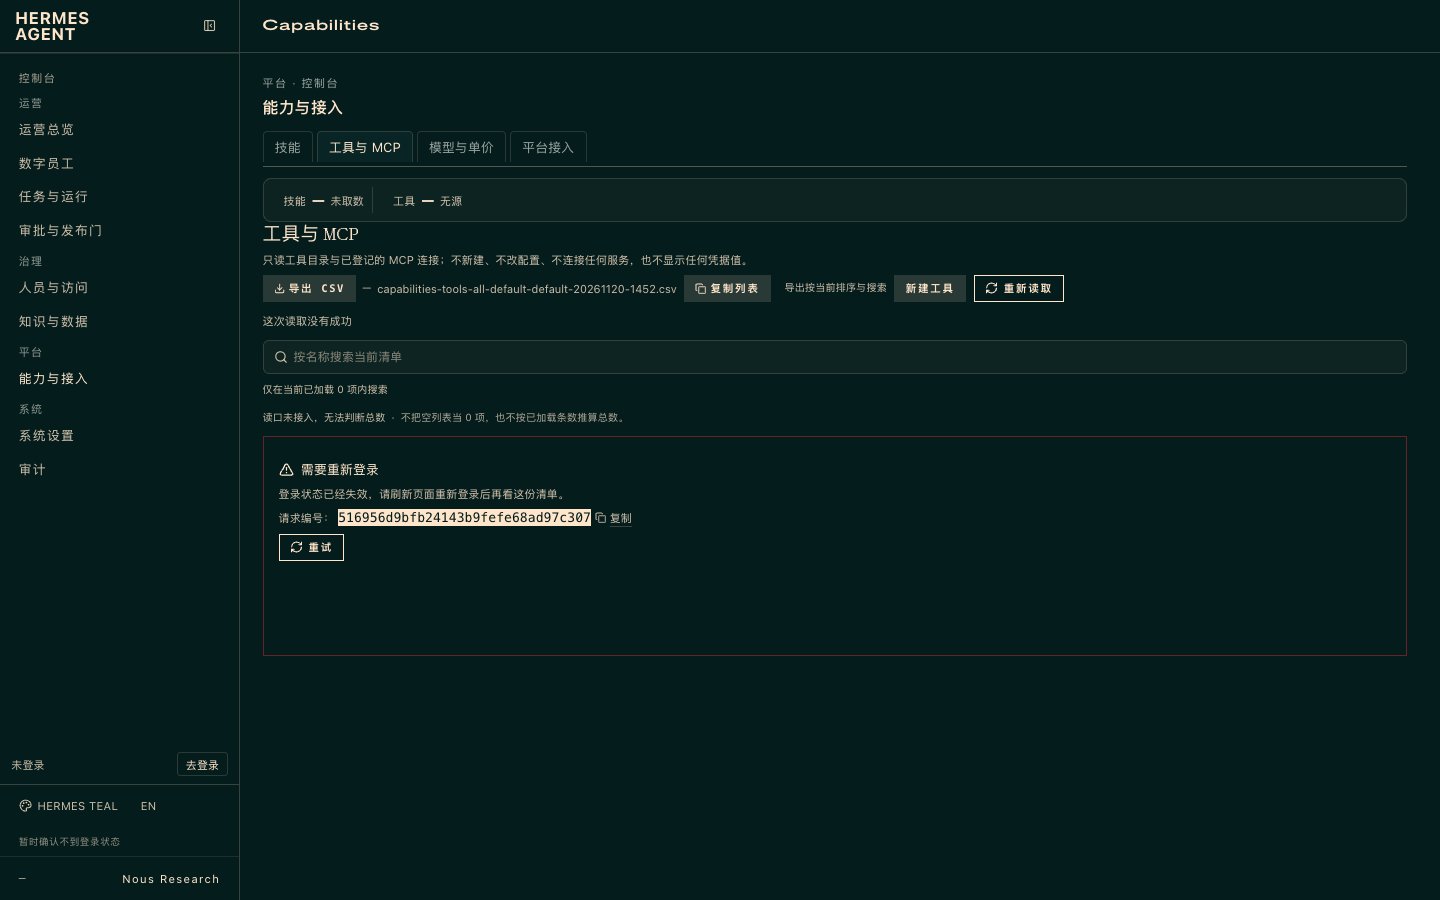 HERMES
AGENT
Capabilities
控制台
运营
运营总览
数字员工
任务与运行
审批与发布门
治理
人员与访问
知识与数据
平台
能力与接入
系统
系统设置
审计
未登录 去登录
HERMES TEAL EN
暂时确认不到登录状态
— Nous Research
平台 · 控制台
能力与接入
技能 工具与 MCP 模型与单价 平台接入
技能 — 未取数 工具 — 无源
工具与 MCP
只读工具目录与已登记的 MCP 连接；不新建、不改配置、不连接任何服务，也不显示任何凭据值。
导出 CSV — capabilities-tools-all-default-default-20261120-1452.csv 复制列表 导出按当前排序与搜索 新建工具 重新读取
这次读取没有成功
按名称搜索当前清单
仅在当前已加载 0 项内搜索
读口未接入，无法判断总数 · 不把空列表当 0 项，也不按已加载条数推算总数。
需要重新登录
登录状态已经失效，请刷新页面重新登录后再看这份清单。
请求编号： 516956d9bfb24143b9fefe68ad97c307 复制
重试